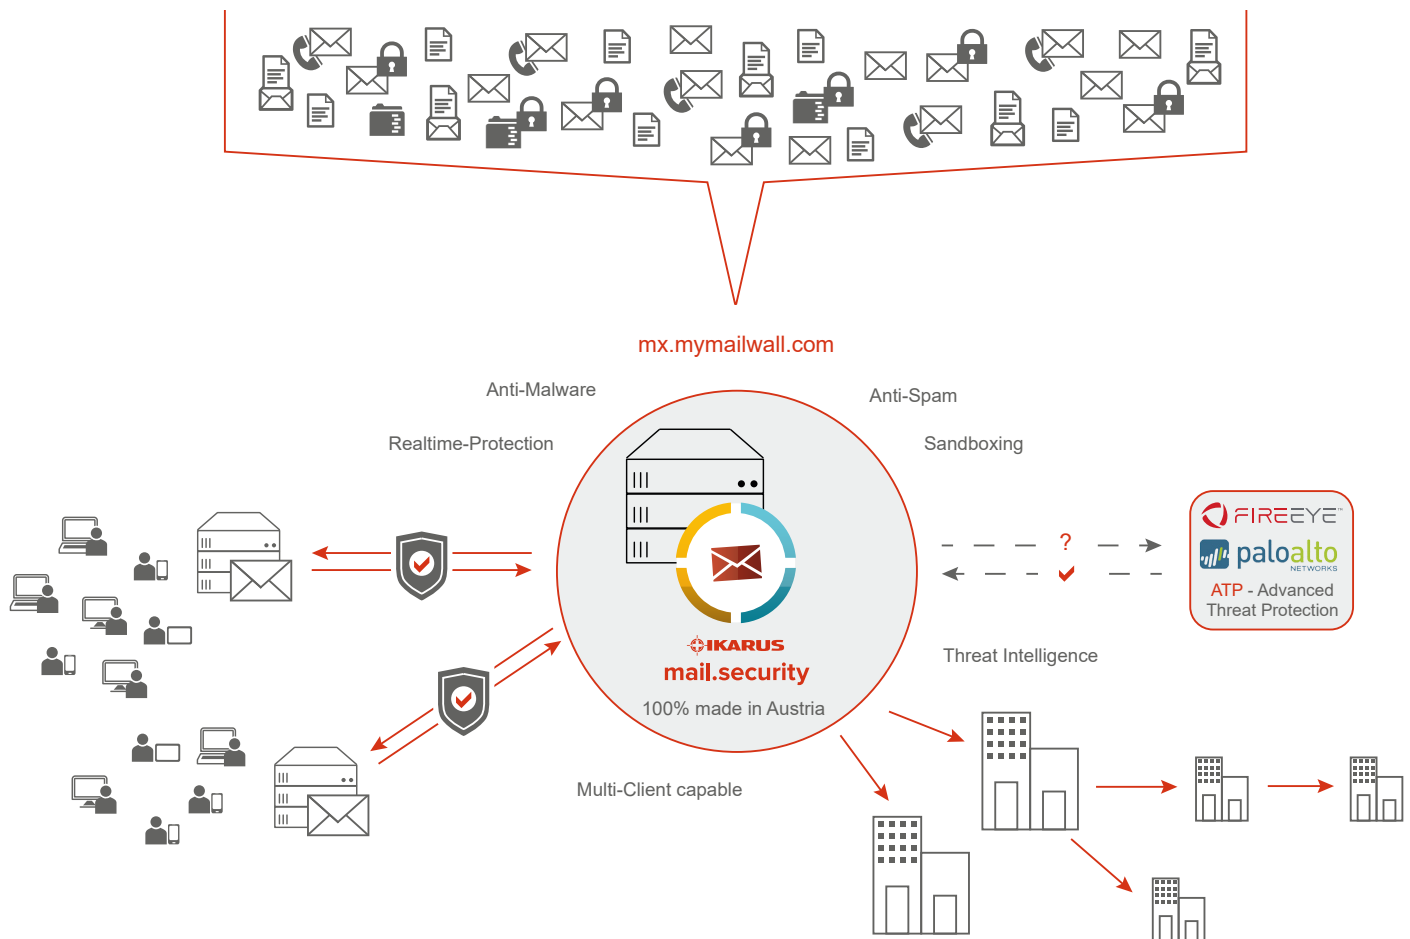 mx.mymailwall.com
Anti-Malware
Anti-Spam
Realtime-Protection
Sandboxing
FIREEYE™
?
paloalto
NETWORKS
ATP - Advanced
Threat Protection
IKARUS
mail.security
100% made in Austria
Threat Intelligence
Multi-Client capable